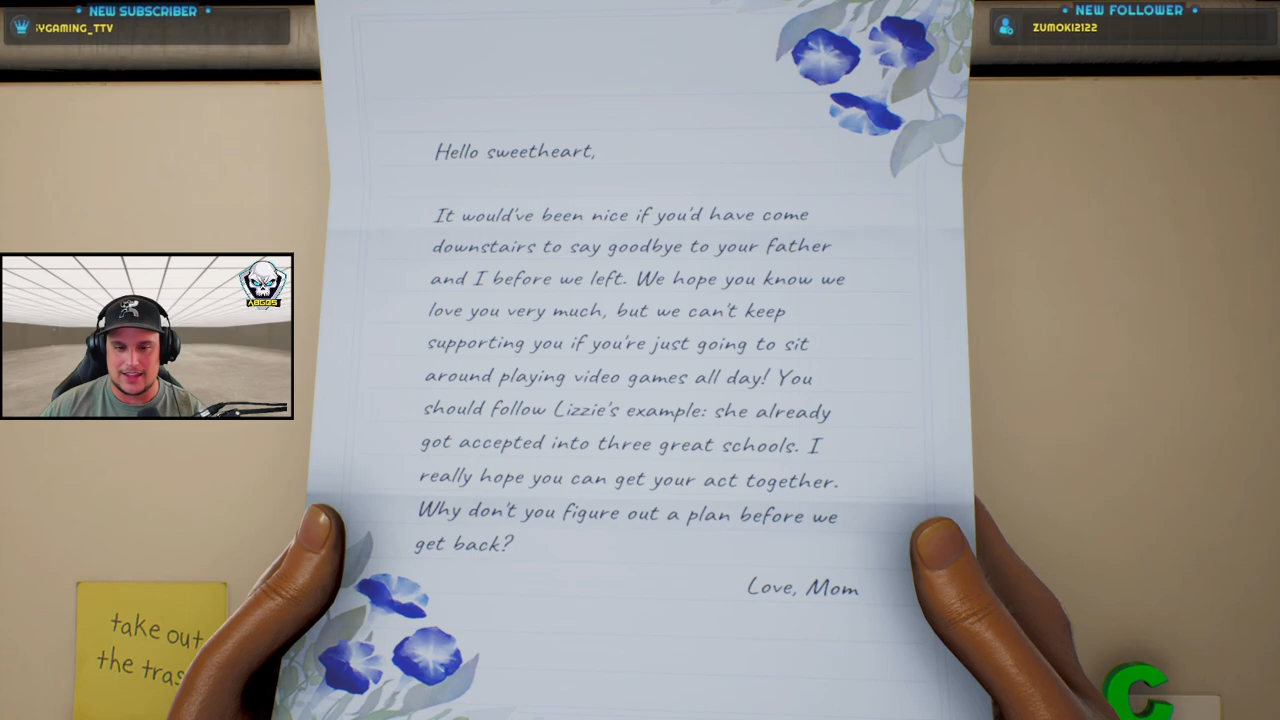 NEW SUBSCRIBER
YGAMING_TTV
NEW FOLLOWER
ZUMOKI2122
Hello sweetheart,
It would've been nice if you'd have come
downstairs to say goodbye to your father
and I before we left. We hope you know we
love you very much, but we can't keep
supporting you if you're just going to sit
around playing video games all day! You
should follow Lizzie's example: she already
got accepted into three great schools. I
really hope you can get your act together.
Why don't you figure out a plan before we
get back?
Love, Mom
take out
the tras
C